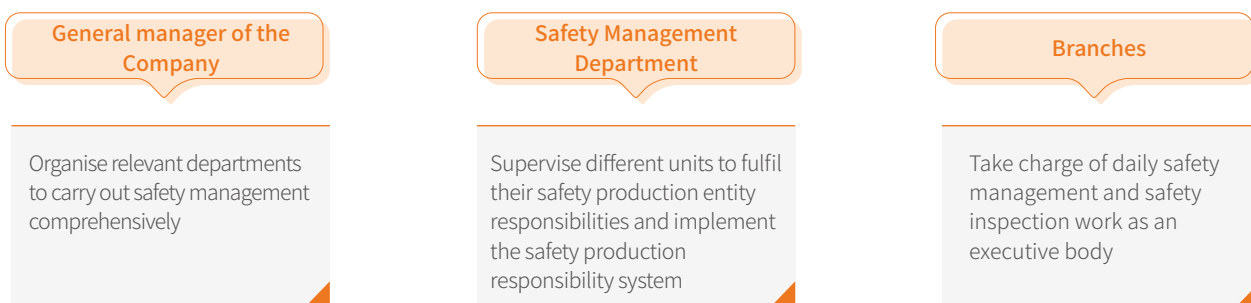 General manager of the
Company
Organise relevant departments
to carry out safety management
comprehensively
Safety Management
Department
Supervise different units to fulfil
their safety production entity
responsibilities and implement
the safety production
responsibility system
Branches
Take charge of daily safety
management and safety
inspection work as an
executive body